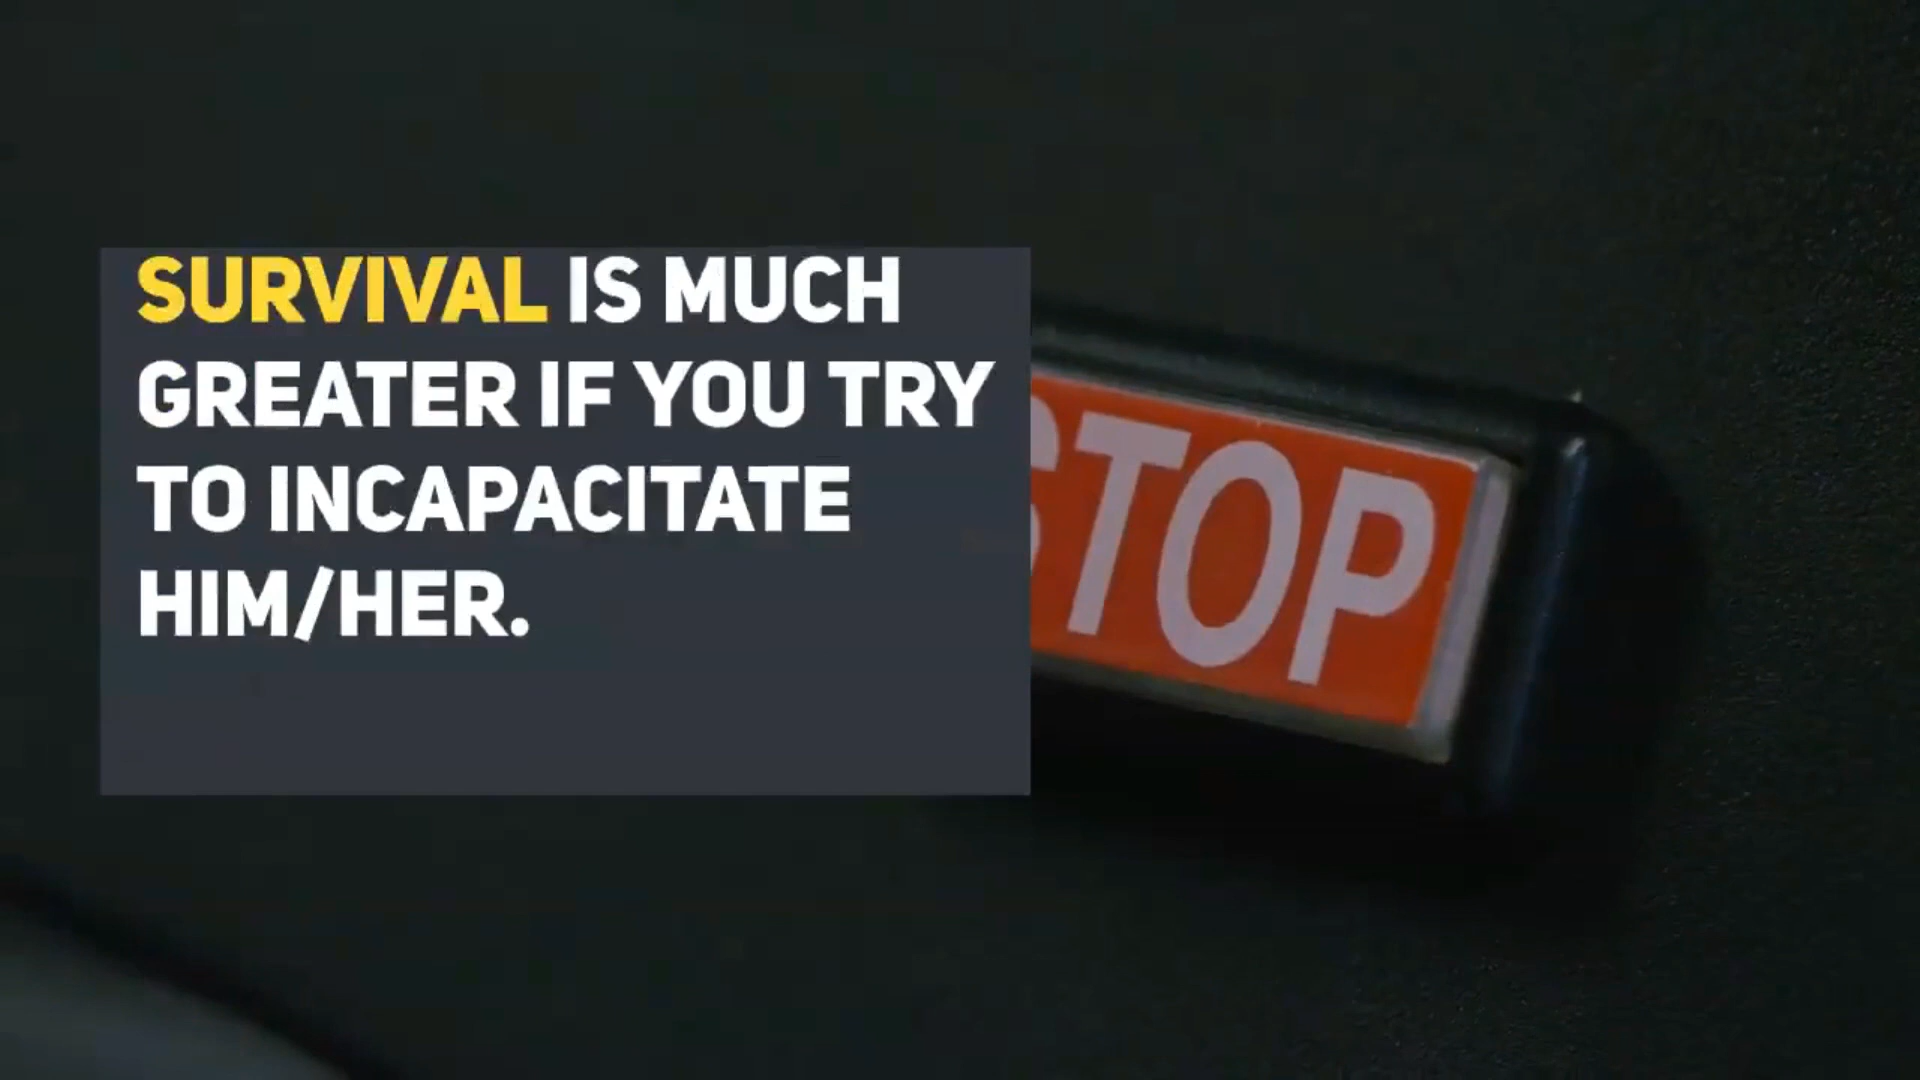 SURVIVAL IS MUCH
GREATER IF YOU TRY
TO INCAPACITATE
HIM/HER.
STOP